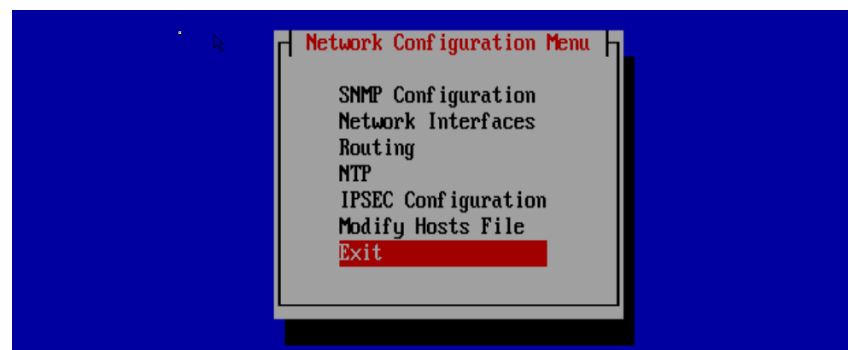 Network Configuration Menu
SNMP Configuration
Network Interfaces
Routing
NTP
IPSEC Configuration
Modify Hosts File
Exit